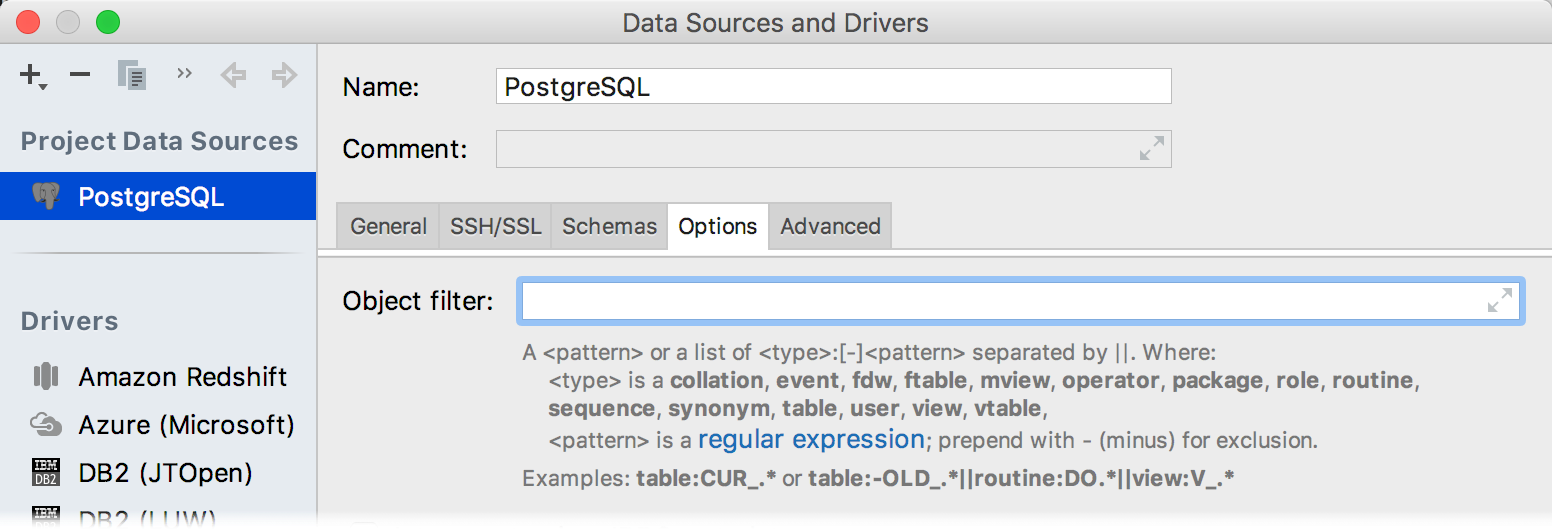 Data Sources and Drivers
Project Data Sources
PostgreSQL
Drivers
Amazon Redshift
Azure (Microsoft)
IBM DB2
DB2 (JTOpen)
IBM
DB2 (LUW)
Name:
PostgreSQL
Comment:
General
SSH/SSL
Schemas
Options
Advanced
Object filter:
A <pattern> or a list of <type>:[-]<pattern> separated by ||. Where:
<type> is a collation, event, fdw, ftable, mview, operator, package, role, routine,
sequence, synonym, table, user, view, vtable,
<pattern> is a regular expression; prepend with - (minus) for exclusion.
Examples: table:CUR_.* or table:-OLD_.*||routine:DO.*||view:V_.*